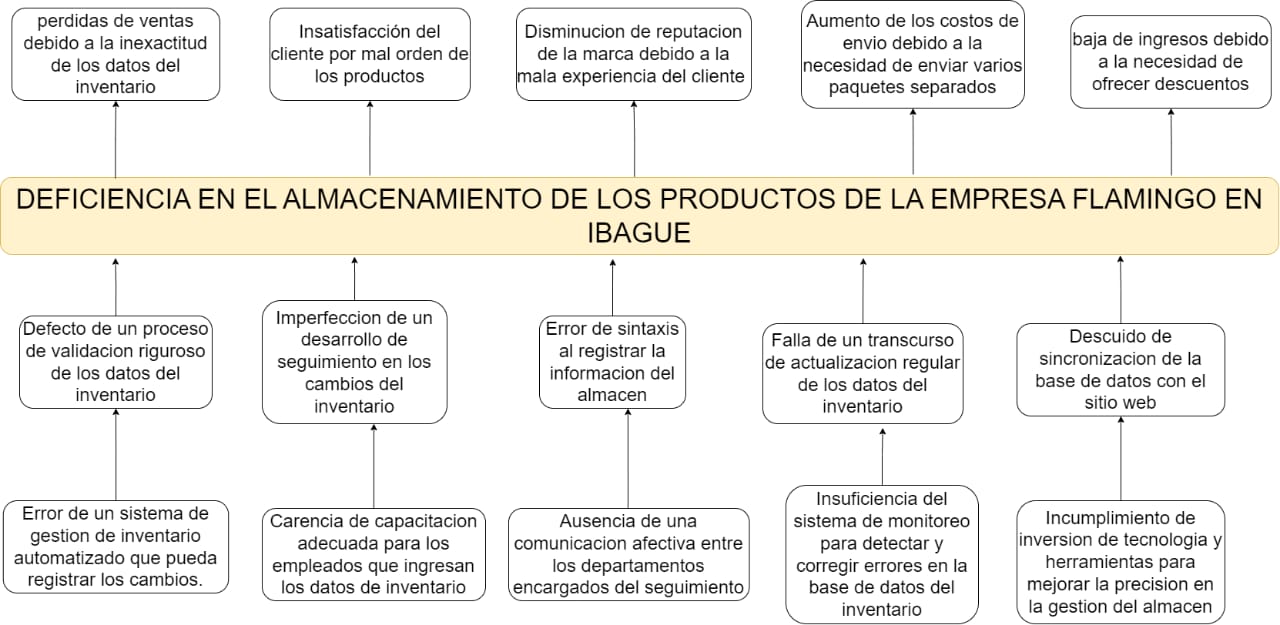 perdidas de ventas
debido a la inexactitud
de los datos del
inventario
Insatisfacción del
cliente por mal orden de
los productos
Disminucion de reputacion
de la marca debido a la
mala experiencia del cliente
Aumento de los costos de
envio debido a la
necesidad de enviar varios
paquetes separados
baja de ingresos debido
a la necesidad de
ofrecer descuentos
DEFICIENCIA EN EL ALMACENAMIENTO DE LOS PRODUCTOS DE LA EMPRESA FLAMINGO EN
IBAGUE
Defecto de un proceso
de validacion riguroso
de los datos del
inventario
Imperfeccion de un
desarrollo de
seguimiento en los
cambios del
inventario
Error de sintaxis
al registrar la
informacion del
almacen
Falla de un transcurso
de actualizacion regular
de los datos del
inventario
Descuido de
sincronizacion de la
base de datos con el
sitio web
Error de un sistema de
gestion de inventario
automatizado que pueda
registrar los cambios.
Carencia de capacitacion
adecuada para los
empleados que ingresan
los datos de inventario
Ausencia de una
comunicacion afectiva entre
los departamentos
encargados del seguimiento
Insuficiencia del
sistema de monitoreo
para detectar y
corregir errores en la
base de datos del
inventario
Incumplimiento de
inversion de tecnologia y
herramientas para
mejorar la precision en
la gestion del almacen